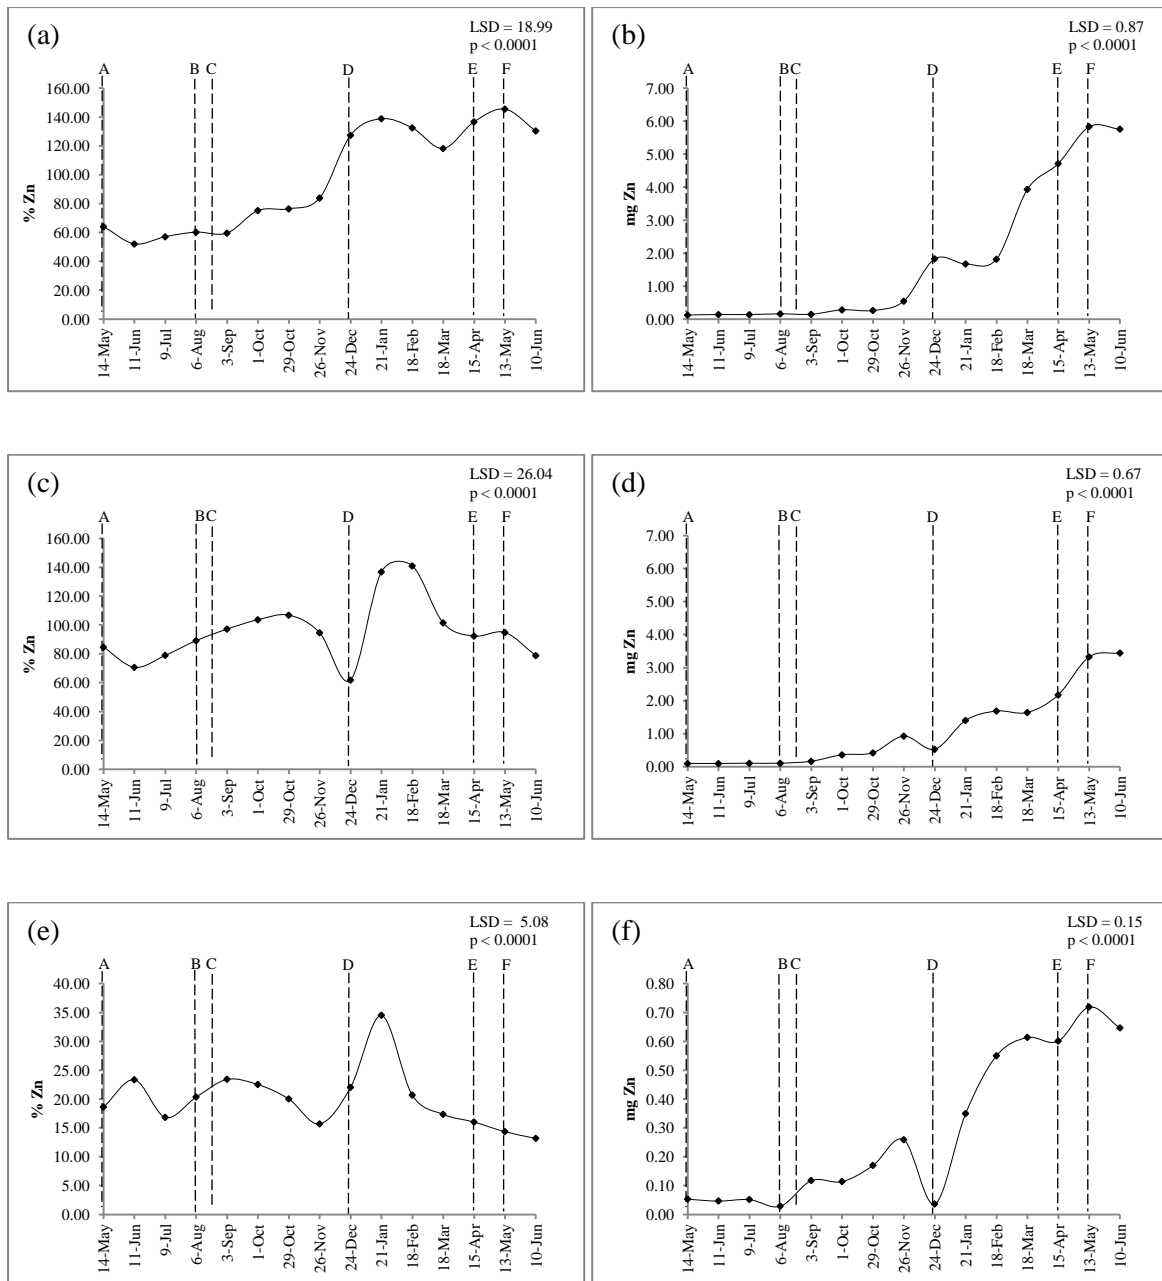 (a)
LSD = 18.99
p < 0.0001
A B C D E F
160.00
140.00
120.00
100.00
80.00
60.00
40.00
20.00
0.00
% Zn
14-May
11-Jun
9-Jul
6-Aug
3-Sep
1-Oct
29-Oct
26-Nov
24-Dec
21-Jan
18-Feb
18-Mar
15-Apr
13-May
10-Jun
(b)
LSD = 0.87
p < 0.0001
A B C D E F
7.00
6.00
5.00
4.00
3.00
2.00
1.00
0.00
mg Zn
14-May
11-Jun
9-Jul
6-Aug
3-Sep
1-Oct
29-Oct
26-Nov
24-Dec
21-Jan
18-Feb
18-Mar
15-Apr
13-May
10-Jun
(c)
LSD = 26.04
p < 0.0001
A B C D E F
160.00
140.00
120.00
100.00
80.00
60.00
40.00
20.00
0.00
% Zn
14-May
11-Jun
9-Jul
6-Aug
3-Sep
1-Oct
29-Oct
26-Nov
24-Dec
21-Jan
18-Feb
18-Mar
15-Apr
13-May
10-Jun
(d)
LSD = 0.67
p < 0.0001
A B C D E F
7.00
6.00
5.00
4.00
3.00
2.00
1.00
0.00
mg Zn
14-May
11-Jun
9-Jul
6-Aug
3-Sep
1-Oct
29-Oct
26-Nov
24-Dec
21-Jan
18-Feb
18-Mar
15-Apr
13-May
10-Jun
(e)
LSD = 5.08
p < 0.0001
A B C D E F
40.00
35.00
30.00
25.00
20.00
15.00
10.00
5.00
0.00
% Zn
14-May
11-Jun
9-Jul
6-Aug
3-Sep
1-Oct
29-Oct
26-Nov
24-Dec
21-Jan
18-Feb
18-Mar
15-Apr
13-May
10-Jun
(f)
LSD = 0.15
p < 0.0001
A B C D E F
0.80
0.70
0.60
0.50
0.40
0.30
0.20
0.10
0.00
mg Zn
14-May
11-Jun
9-Jul
6-Aug
3-Sep
1-Oct
29-Oct
26-Nov
24-Dec
21-Jan
18-Feb
18-Mar
15-Apr
13-May
10-Jun